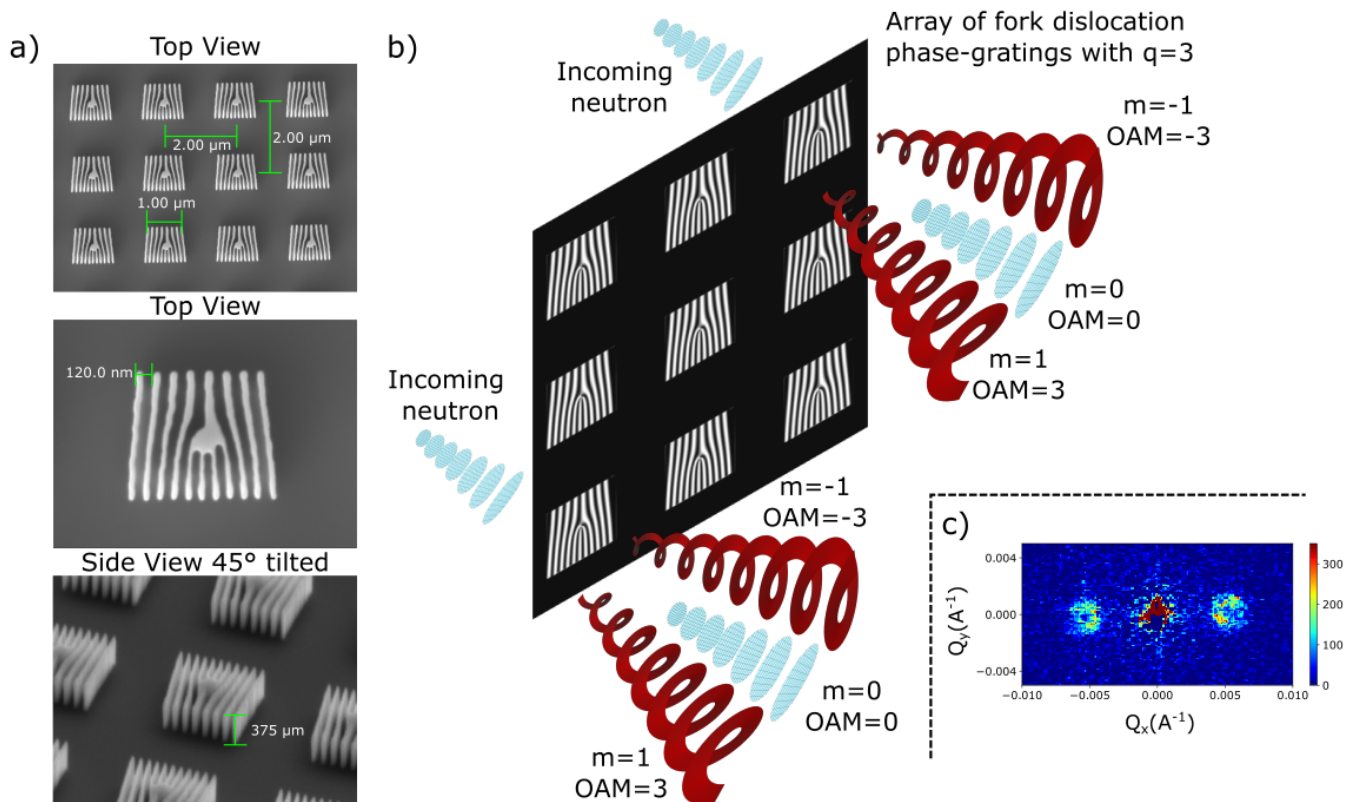 a)
Top View
2.00 µm
2.00 µm
1.00 µm
Top View
120.0 nm
Side View 45° tilted
375 µm
b)
Incoming
neutron
Array of fork dislocation
phase-gratings with q=3
m=-1
OAM=-3
m=0
OAM=0
m=1
OAM=3
Incoming
neutron
m=-1
OAM=-3
m=0
OAM=0
m=1
OAM=3
c)
0.004
0.000
−0.004
Qy(A-1)
−0.010
−0.005
0.000
0.005
0.010
Qx(A-1)
300
200
100
0